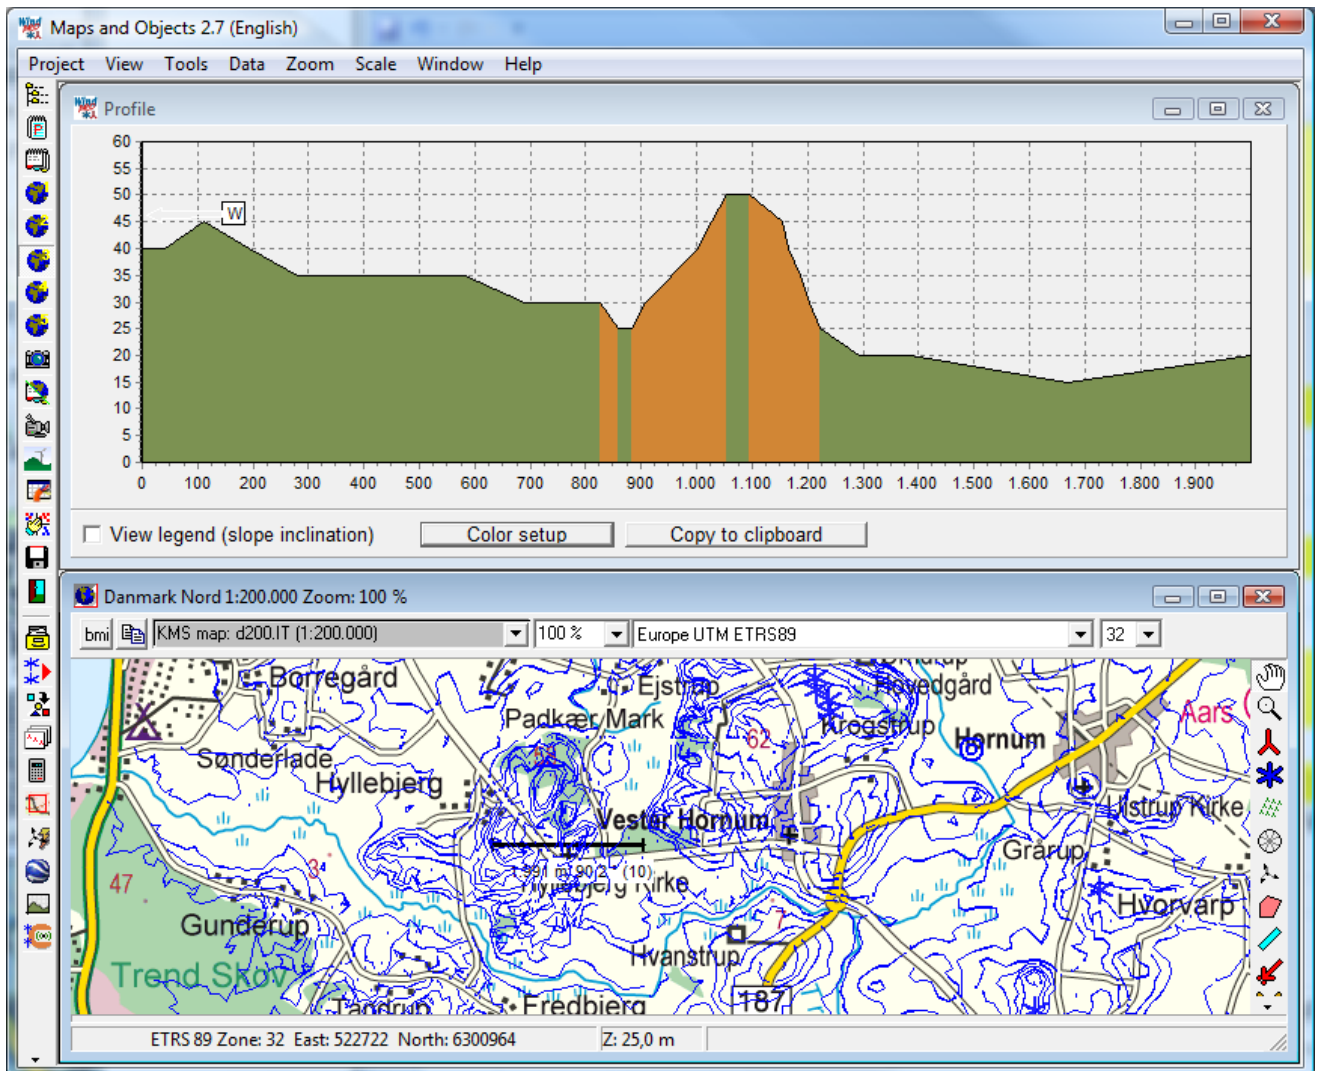 Maps and Objects 2.7 (English)
Project View Tools Data Zoom Scale Window Help
Profile
60
55
50
45
40
35
30
25
20
15
10
5
0
W
0 100 200 300 400 500 600 700 800 900 1.000 1.100 1.200 1.300 1.400 1.500 1.600 1.700 1.800 1.900
View legend (slope inclination) Color setup Copy to clipboard
Danmark Nord 1:200.000 Zoom: 100 %
bmi KMS map: d200.IT (1:200.000) 100 % Europe UTM ETRS89 32
Borregård
Ejstrup
Hovedgård
Padkær Mark
Krogstrup
Aars
Sønderlade
62
Hornum
Hyllebjerg
Vester Hornum
Ulstrup Kirke
Grårup
47
Hvorvarp
Gunderup
7
Hvanstrup
Trend Skov
Tandrup
Fredbjerg
187
ETRS 89 Zone: 32 East: 522722 North: 6300964 Z: 25,0 m